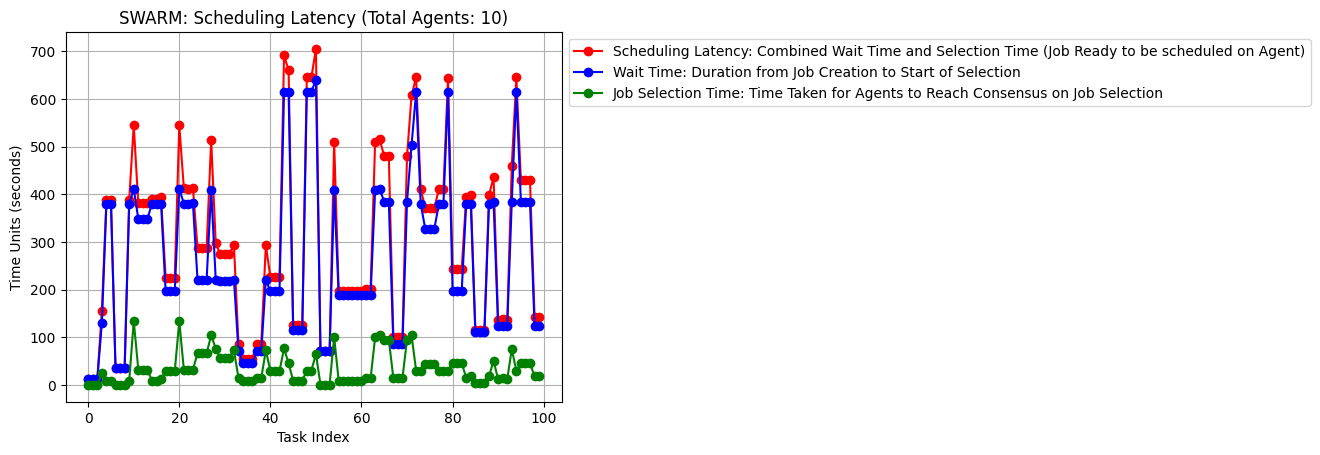 SWARM: Scheduling Latency (Total Agents: 10)
Scheduling Latency: Combined Wait Time and Selection Time (Job Ready to be scheduled on Agent)
Wait Time: Duration from Job Creation to Start of Selection
Job Selection Time: Time Taken for Agents to Reach Consensus on Job Selection
Time Units (seconds)
700
600
500
400
300
200
100
0
0 20 40 60 80 100
Task Index